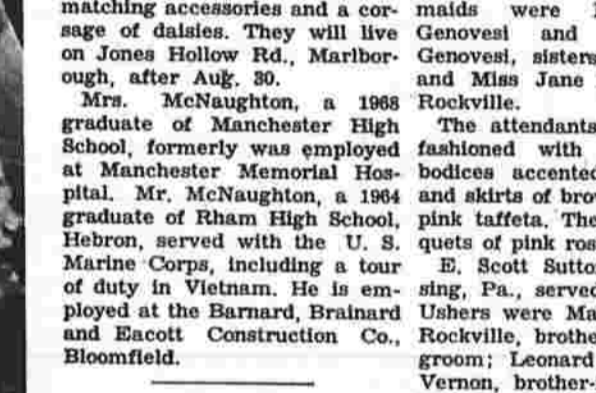 matching accessories and a cor-
sage of daisies. They will live
on Jones Hollow Rd., Marlbor-
ough, after Aug. 30.
Mrs. McNaughton, a 1968
graduate of Manchester High
School, formerly was employed
at Manchester Memorial Hos-
pital. Mr. McNaughton, a 1964
graduate of Rham High School,
Hebron, served with the U. S.
Marine Corps, including a tour
of duty in Vietnam. He is em-
ployed at the Barnard, Brainard
and Eacott Construction Co.,
Bloomfield.
maids were
Genovesi and
Genovesi, sisters
and Miss Jane
Rockville.
The attendants
fashioned with
bodices accented
and skirts of bro
pink taffeta. The
quets of pink ros
E. Scott Sutto
sing, Pa., served
Ushers were Ma
Rockville, brothe
groom; Leonard
Vernon, brother-